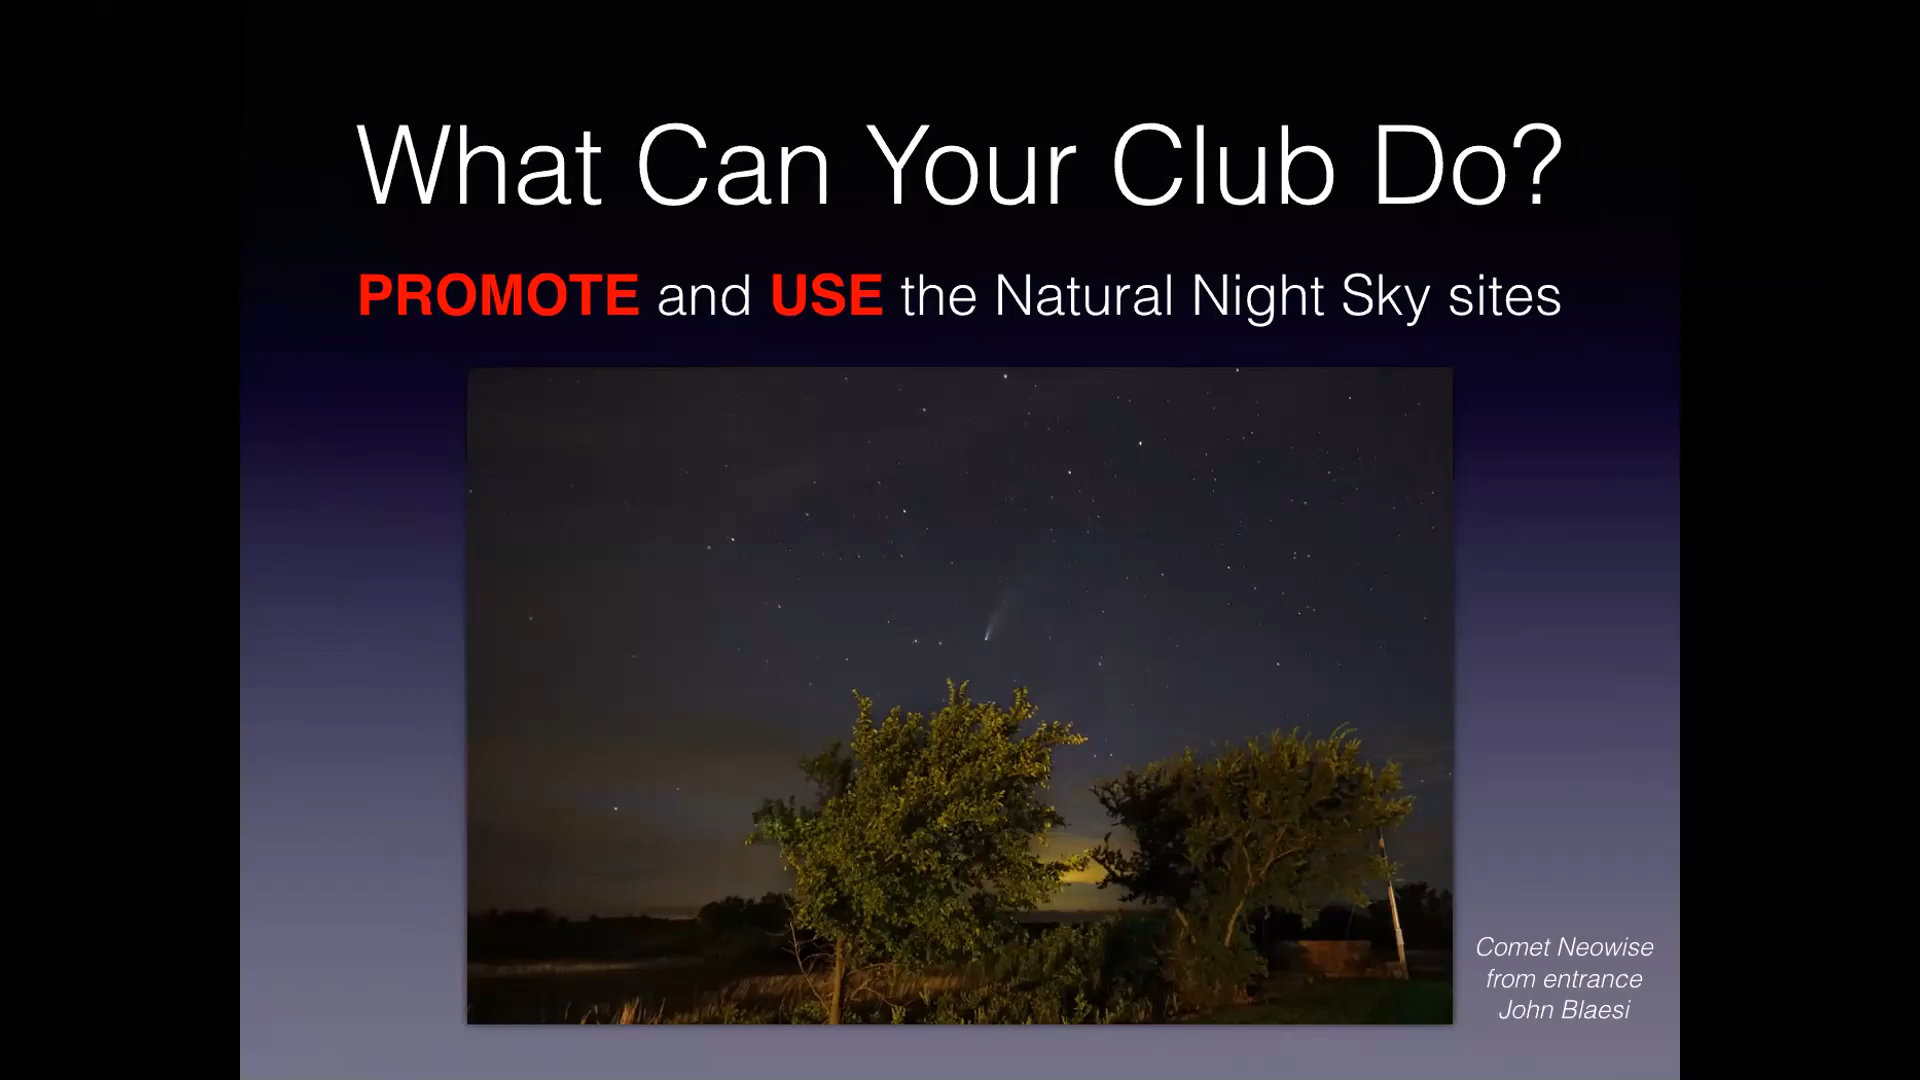 What Can Your Club Do?
PROMOTE and USE the Natural Night Sky sites
Comet Neowise
from entrance
John Blaesi